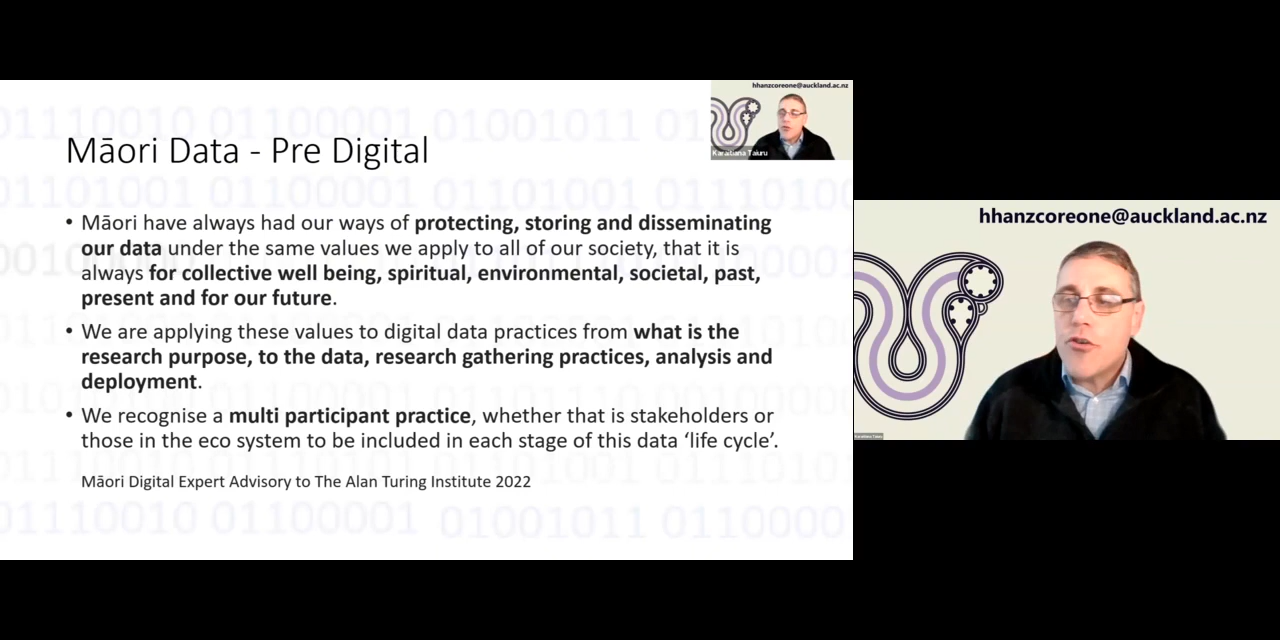 hhanzcoreone@auckland.ac.nz
Karaitiana Taiuru
Māori Data - Pre Digital
• Māori have always had our ways of protecting, storing and disseminating
our data under the same values we apply to all of our society, that it is
always for collective well being, spiritual, environmental, societal, past,
present and for our future.
• We are applying these values to digital data practices from what is the
research purpose, to the data, research gathering practices, analysis and
deployment.
• We recognise a multi participant practice, whether that is stakeholders or
those in the eco system to be included in each stage of this data ‘life cycle’.
Māori Digital Expert Advisory to The Alan Turing Institute 2022
hhanzcoreone@auckland.ac.nz
Karaitiana Taiuru